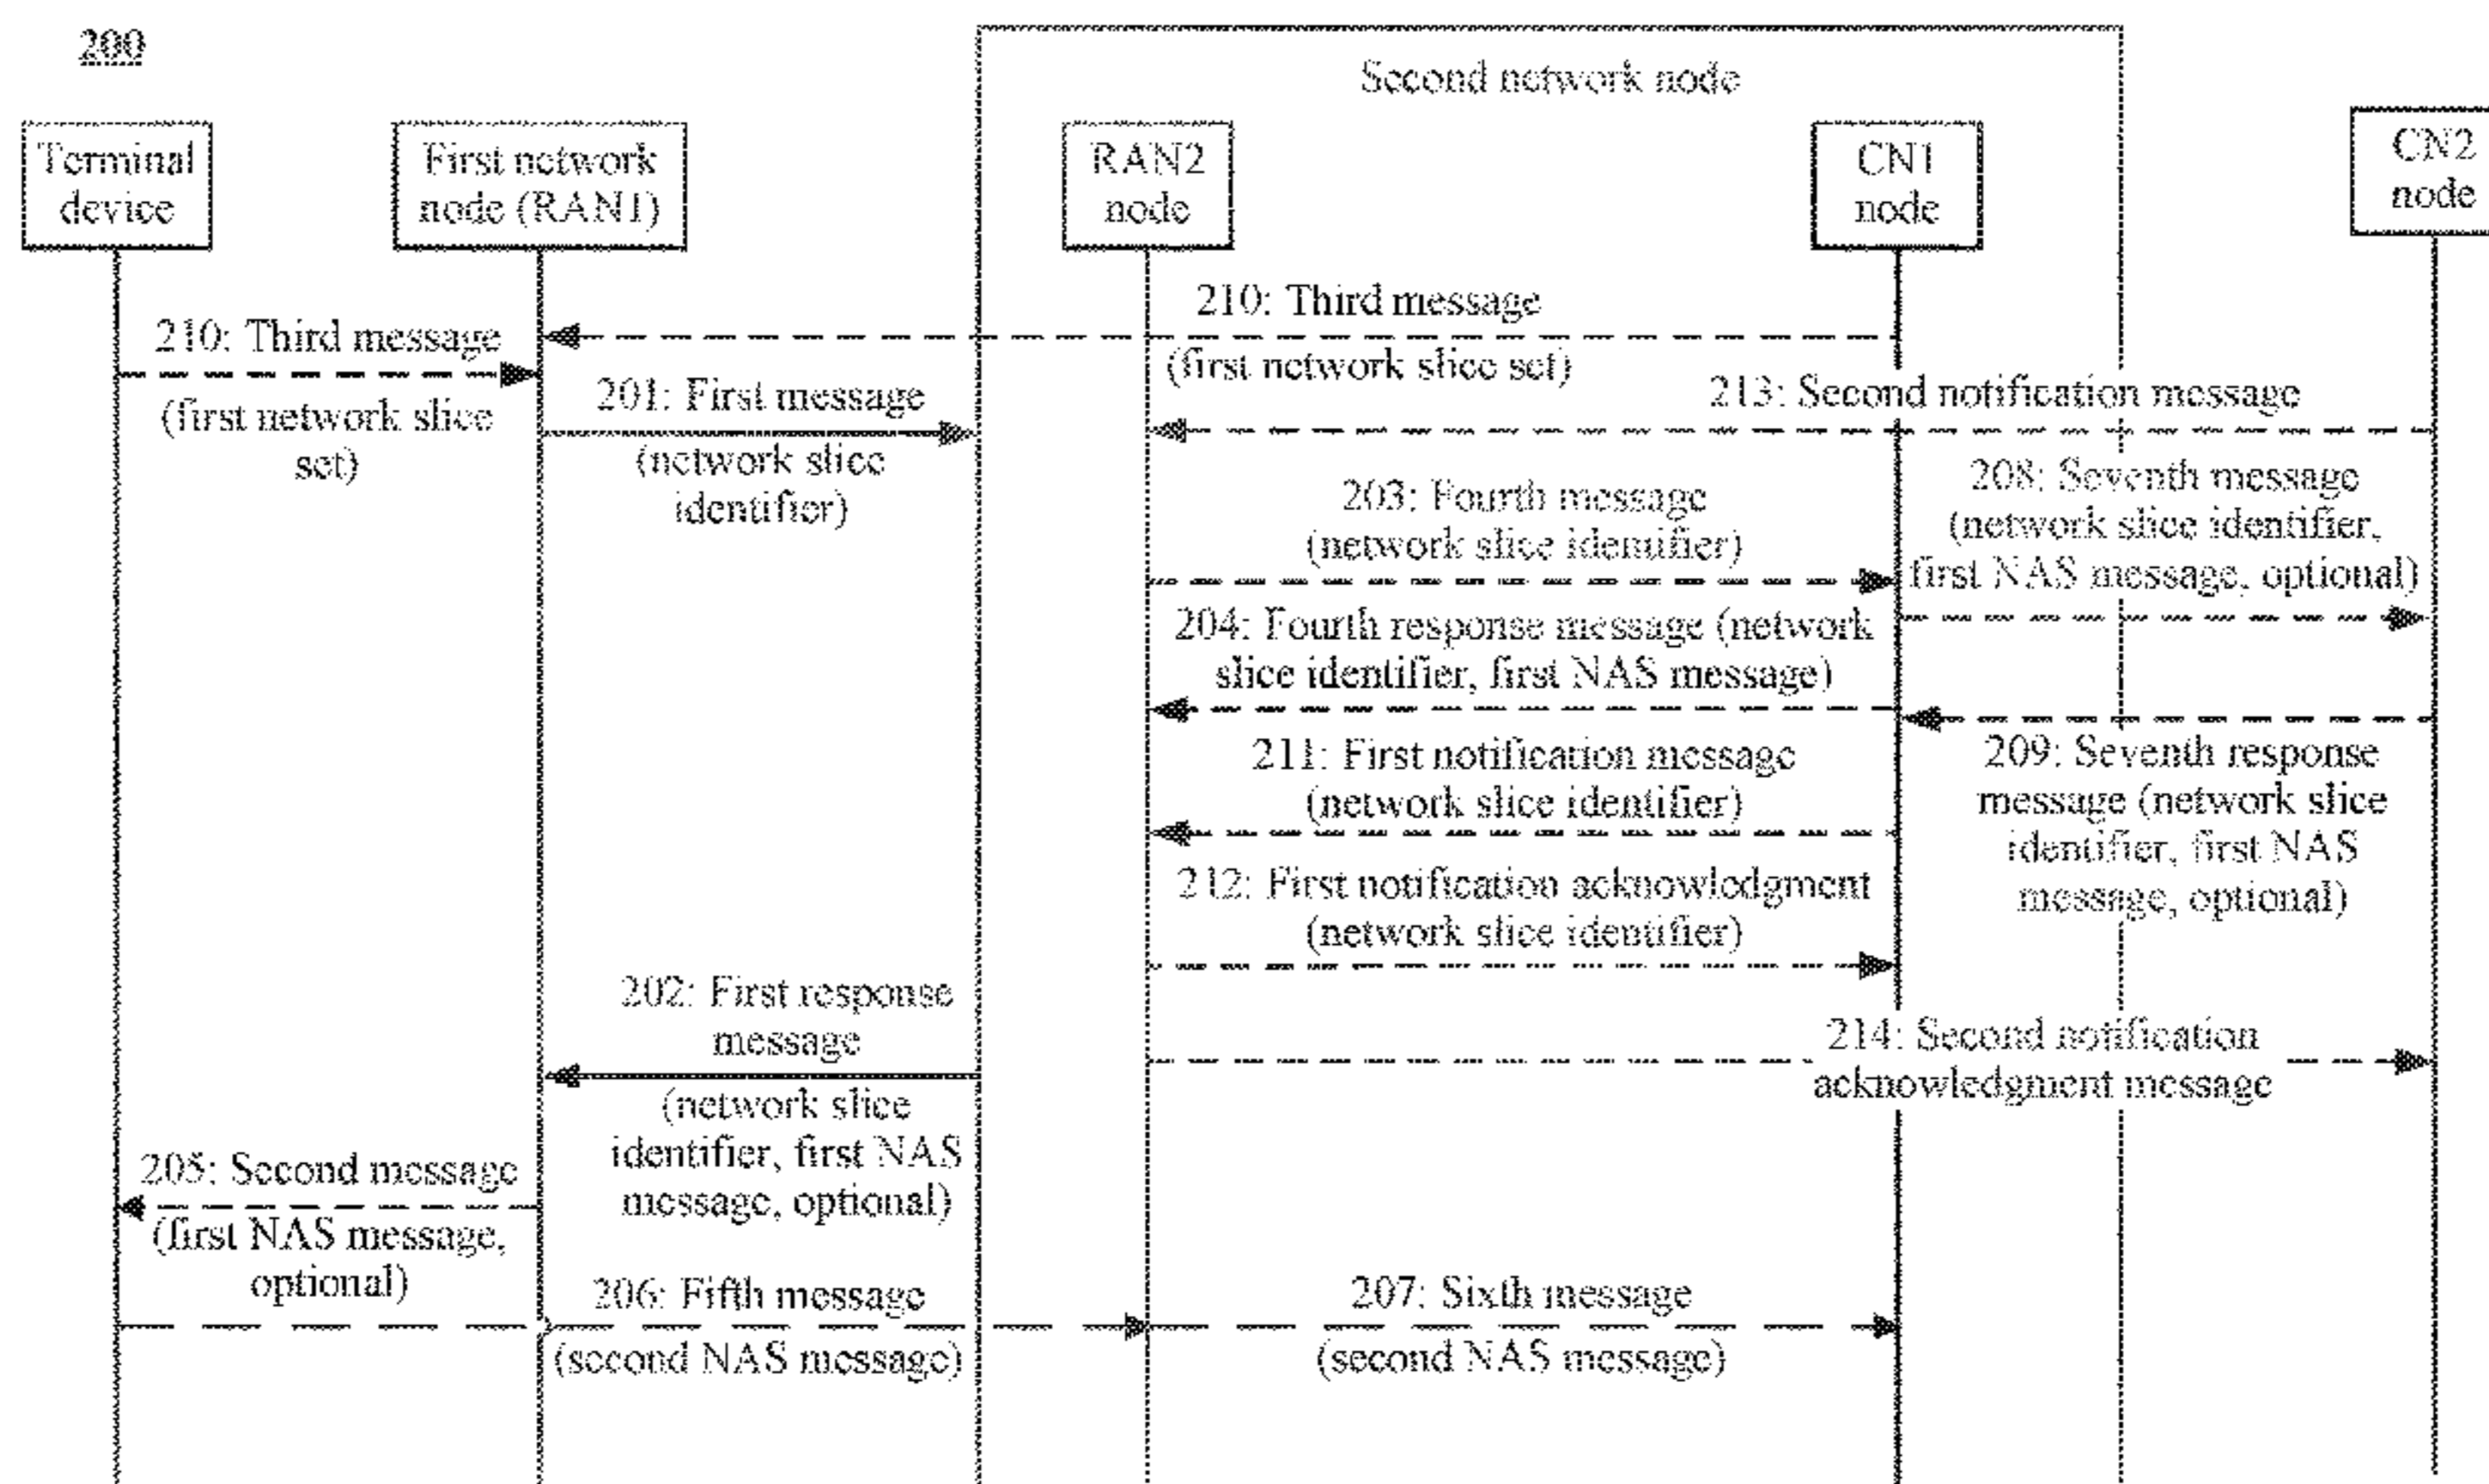 200
Second network node
Terminal
device
First network
node (RAN1)
RAN2
node
CN1
node
CN2
node
210: Third message
(first network slice set)
210: Third message
(first network slice
set)
201: First message
(network slice
identifier)
213: Second notification message
203: Fourth message
(network slice identifier)
208: Seventh message
(network slice identifier,
first NAS message, optional)
204: Fourth response message (network
slice identifier, first NAS message)
211: First notification message
(network slice identifier)
209: Seventh response
message (network slice
identifier, first NAS
message, optional)
212: First notification acknowledgment
(network slice identifier)
202: First response
message
(network slice
identifier, first NAS
message, optional)
214: Second notification
acknowledgment message
205: Second message
(first NAS message,
optional)
206: Fifth message
(second NAS message)
207: Sixth message
(second NAS message)